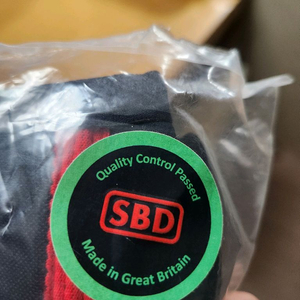 Quality Control Passed
SBD
Made in Great Britain